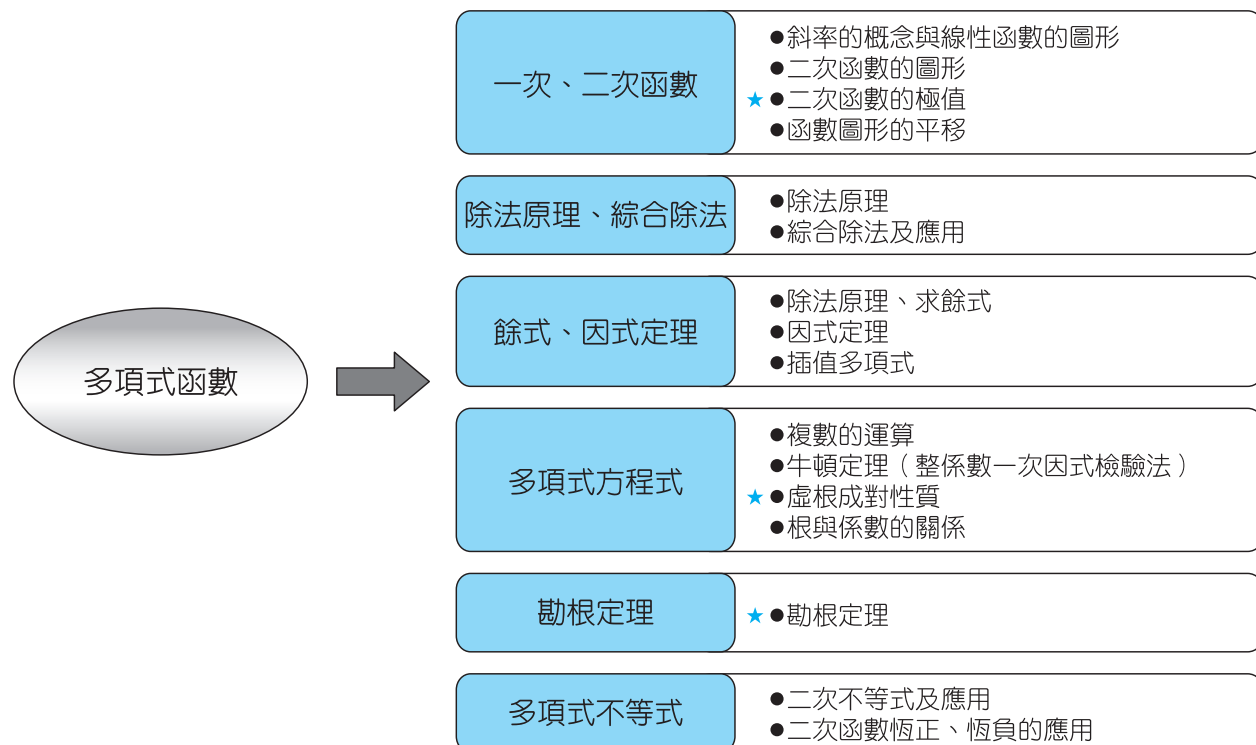 多項式函數
一次、二次函數
●斜率的概念與線性函數的圖形
●二次函數的圖形
★●二次函數的極值
●函數圖形的平移
除法原理、綜合除法
●除法原理
●綜合除法及應用
餘式、因式定理
●除法原理、求餘式
●因式定理
●插值多項式
多項式方程式
●複數的運算
●牛頓定理（整係數一次因式檢驗法）
★●虛根成對性質
●根與係數的關係
勘根定理
★●勘根定理
多項式不等式
●二次不等式及應用
●二次函數恆正、恆負的應用